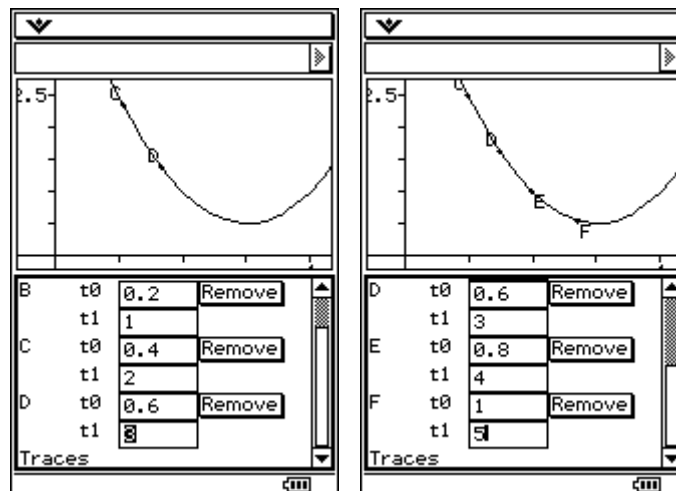 2.5
C
D
B t0 0.2 Remove
t1 1
C t0 0.4 Remove
t1 2
D t0 0.6 Remove
t1 3
Traces
2.5
C
D
E
F
D t0 0.6 Remove
t1 3
E t0 0.8 Remove
t1 4
F t0 1 Remove
t1 5
Traces